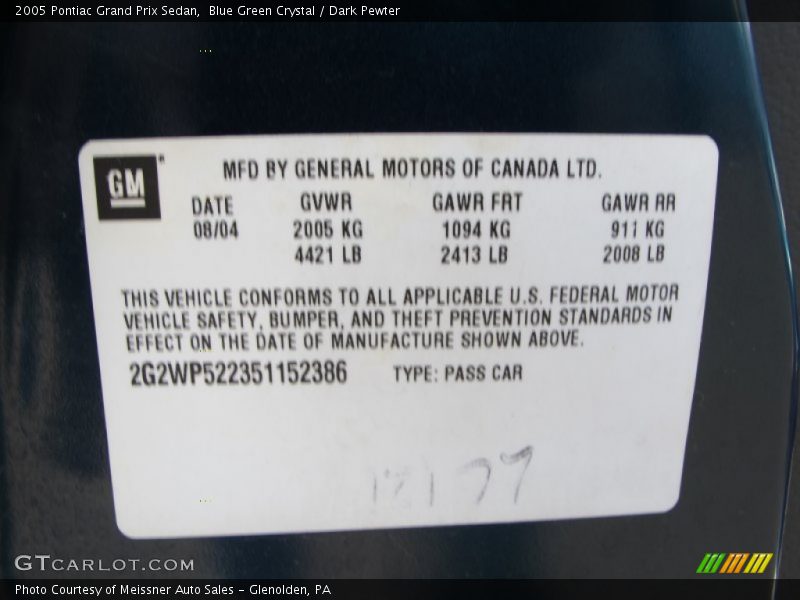 2005 Pontiac Grand Prix Sedan,  Blue Green Crystal / Dark Pewter
GM
MFD BY GENERAL MOTORS OF CANADA LTD.
DATE GVWR GAWR FRT GAWR RR
08/04 2005 KG 1094 KG 911 KG
4421 LB 2413 LB 2008 LB
THIS VEHICLE CONFORMS TO ALL APPLICABLE U.S. FEDERAL MOTOR
VEHICLE SAFETY, BUMPER, AND THEFT PREVENTION STANDARDS IN
EFFECT ON THE DATE OF MANUFACTURE SHOWN ABOVE.
2G2WP522351152386 TYPE: PASS CAR
GTCARLOT.COM
Photo Courtesy of Meissner Auto Sales - Glenolden, PA